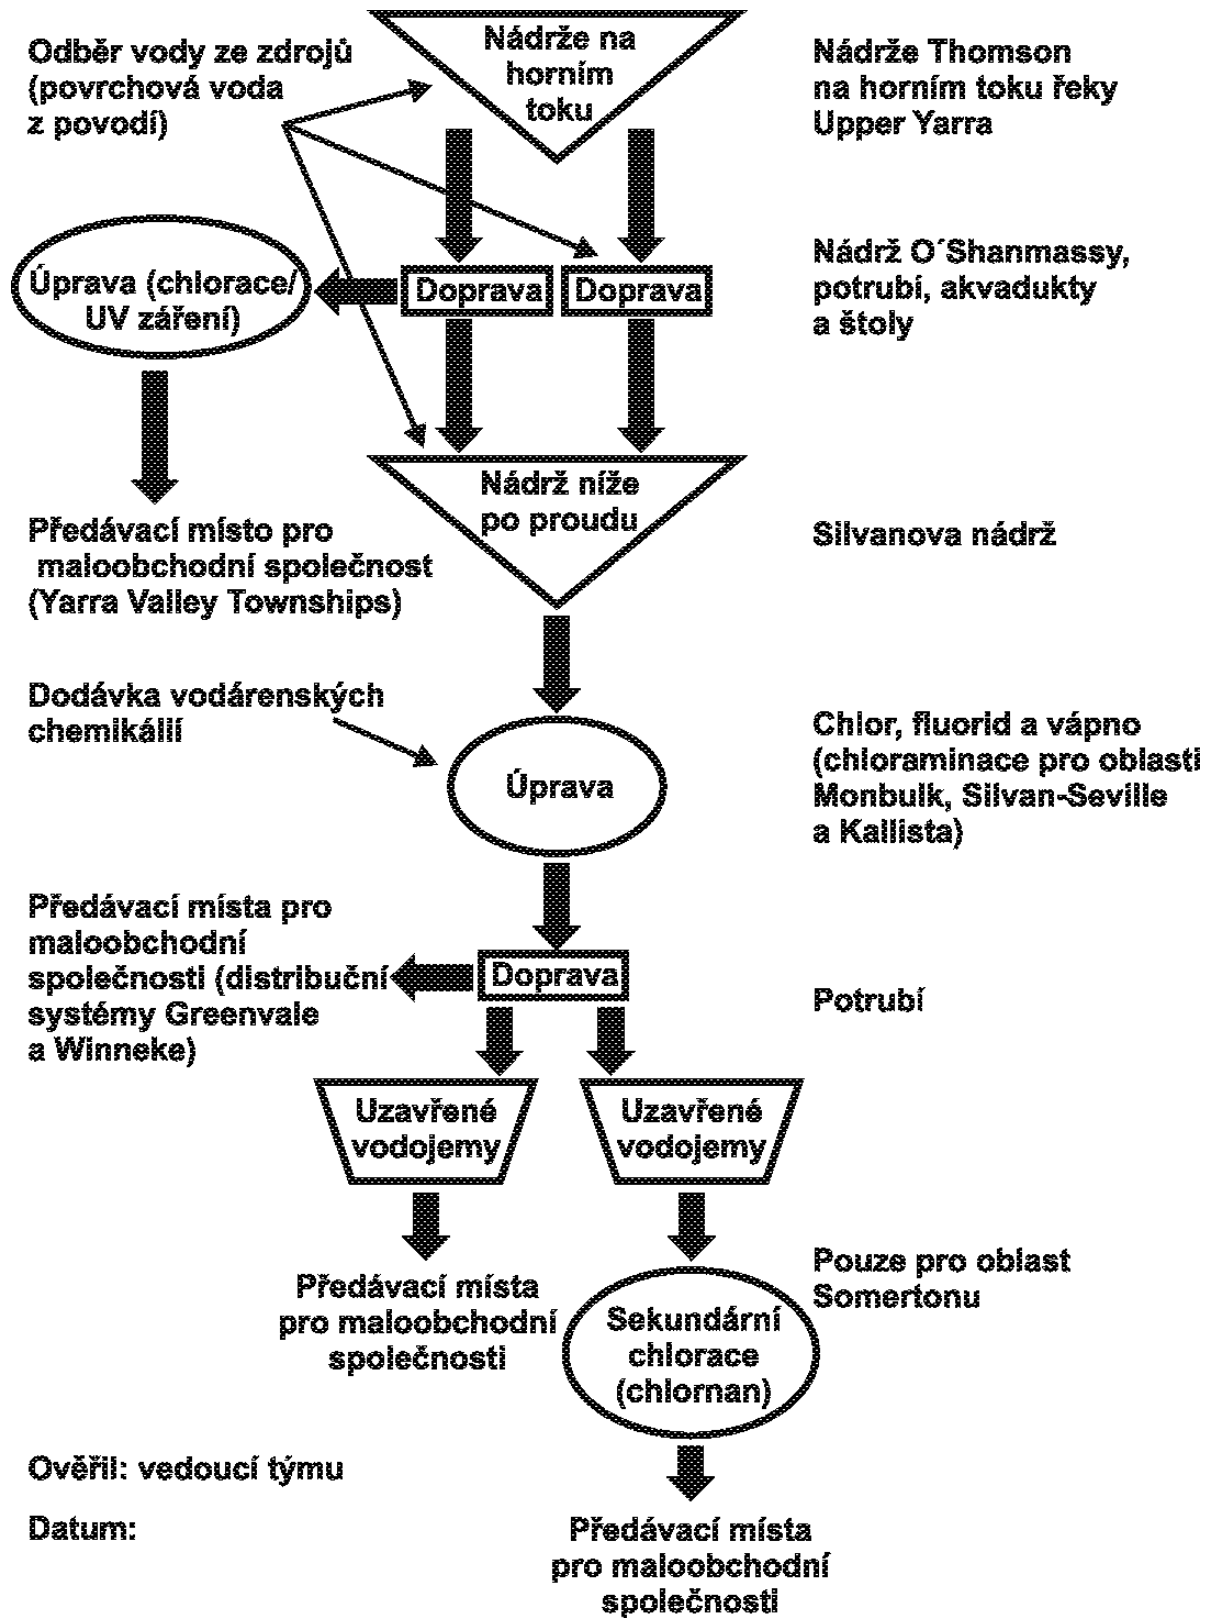 Odběr vody ze zdrojů
(povrchová voda
z povodí)
Nádrže na
horním
toku
Nádrže Thomson
na horním toku řeky
Upper Yarra
Úprava (chlorace/
UV záření)
Doprava
Doprava
Nádrž O´Shanmassy,
potrubí, akvadukty
a štoly
Předávací místo pro
maloobchodní společnost
(Yarra Valley Townships)
Nádrž níže
po proudu
Silvanova nádrž
Dodávka vodárenských
chemikálií
Úprava
Chlor, fluorid a vápno
(chloraminace pro oblasti
Monbulk, Silvan-Seville
a Kallista)
Předávací místa pro
maloobchodní
společnosti (distribuční
systémy Greenvale
a Winneke)
Doprava
Potrubí
Uzavřené
vodojemy
Uzavřené
vodojemy
Předávací místa
pro maloobchodní
společnosti
Sekundární
chlorace
(chlornan)
Pouze pro oblast
Somertonu
Ověřil: vedoucí týmu
Datum:
Předávací místa
pro maloobchodní
společnosti